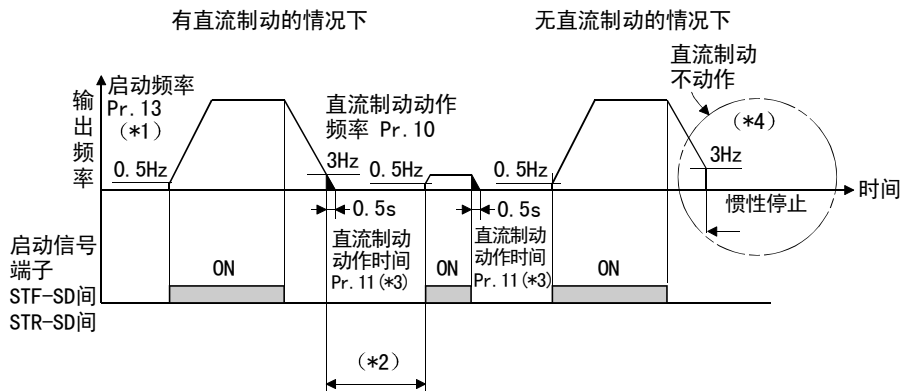 有直流制动的情况下
无直流制动的情况下
输出频率
启动频率
Pr.13
(*1)
0.5Hz
直流制动动作
频率 Pr.10
3Hz
0.5Hz
0.5s
直流制动
动作时间
Pr.11(*3)
0.5s
直流制动
动作时间
Pr.11(*3)
0.5Hz
直流制动
不动作
(*4)
3Hz
时间
惯性停止
启动信号
端子
STF-SD间
STR-SD间
ON
ON
ON
(*2)